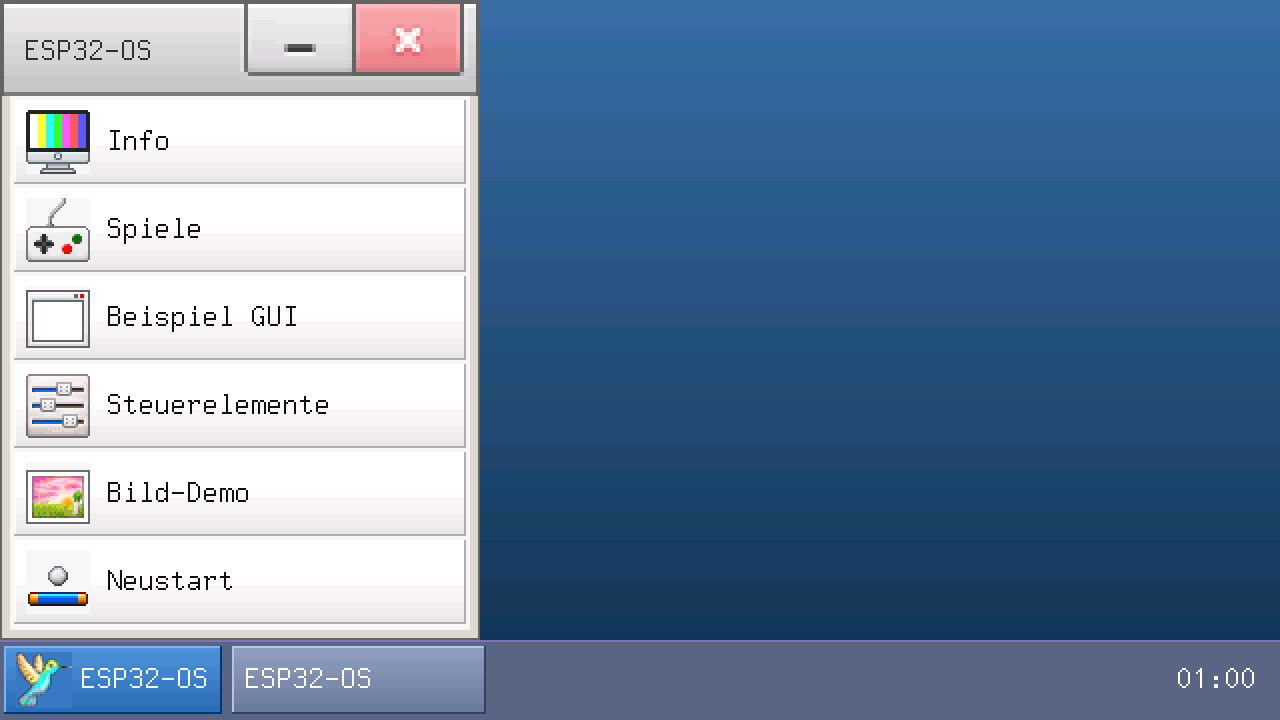 ESP32-OS
Info
Spiele
Beispiel GUI
Steuerelemente
Bild-Demo
Neustart
ESP32-OS ESP32-OS 01:00